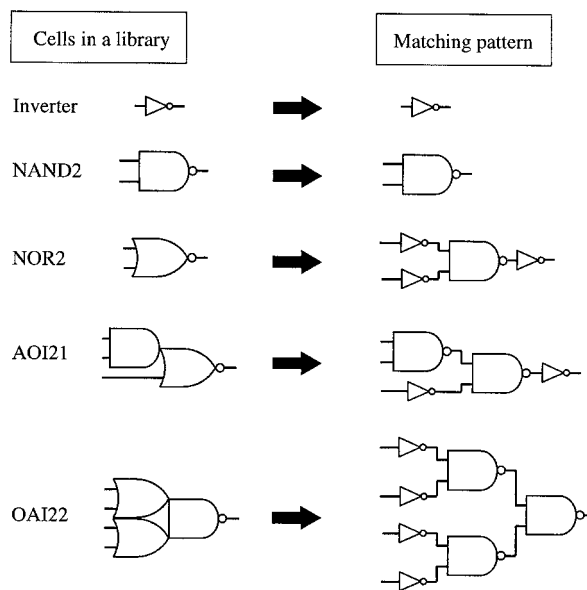 Cells in a library
Matching pattern
Inverter
NAND2
NOR2
AOI21
OAI22